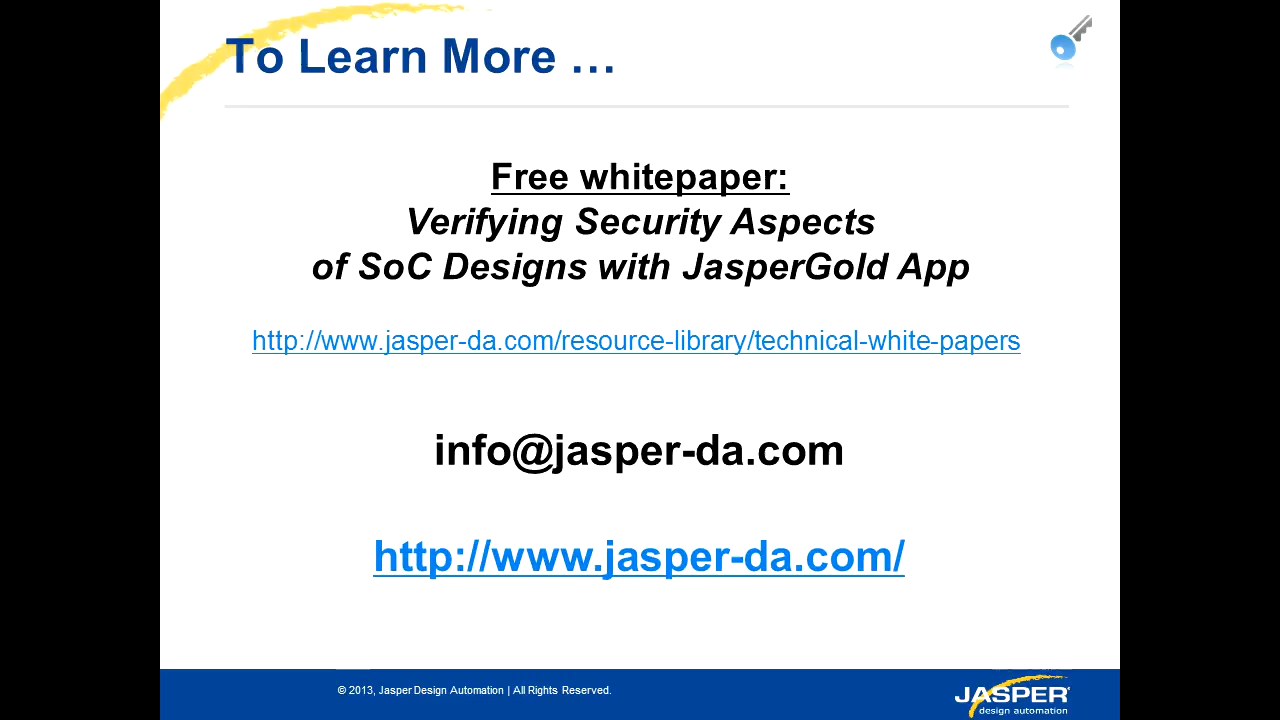 To Learn More …
Free whitepaper:
Verifying Security Aspects
of SoC Designs with JasperGold App
http://www.jasper-da.com/resource-library/technical-white-papers
info@jasper-da.com
http://www.jasper-da.com/
© 2013, Jasper Design Automation | All Rights Reserved.
JASPER
design automation